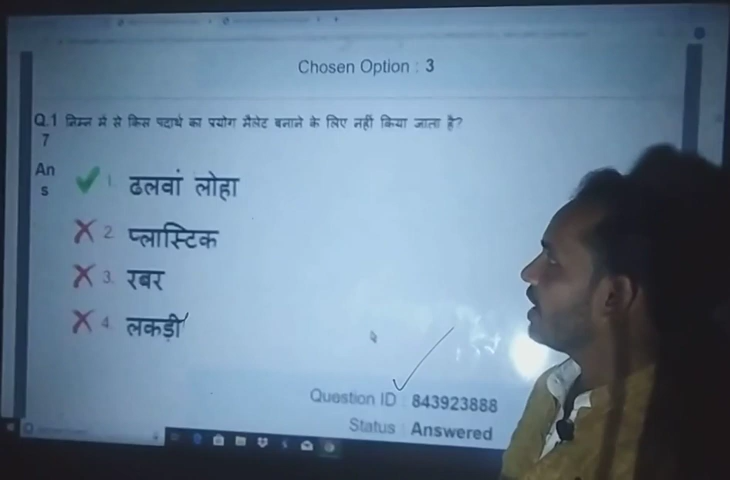 Chosen Option : 3
Q.1 निम्न में से किस पदार्थ का प्रयोग मैलेट बनाने के लिए नहीं किया जाता है?
7
An
s
1. ढलवां लोहा
2. प्लास्टिक
3. रबर
4. लकड़ी
Question ID : 843923888
Status : Answered